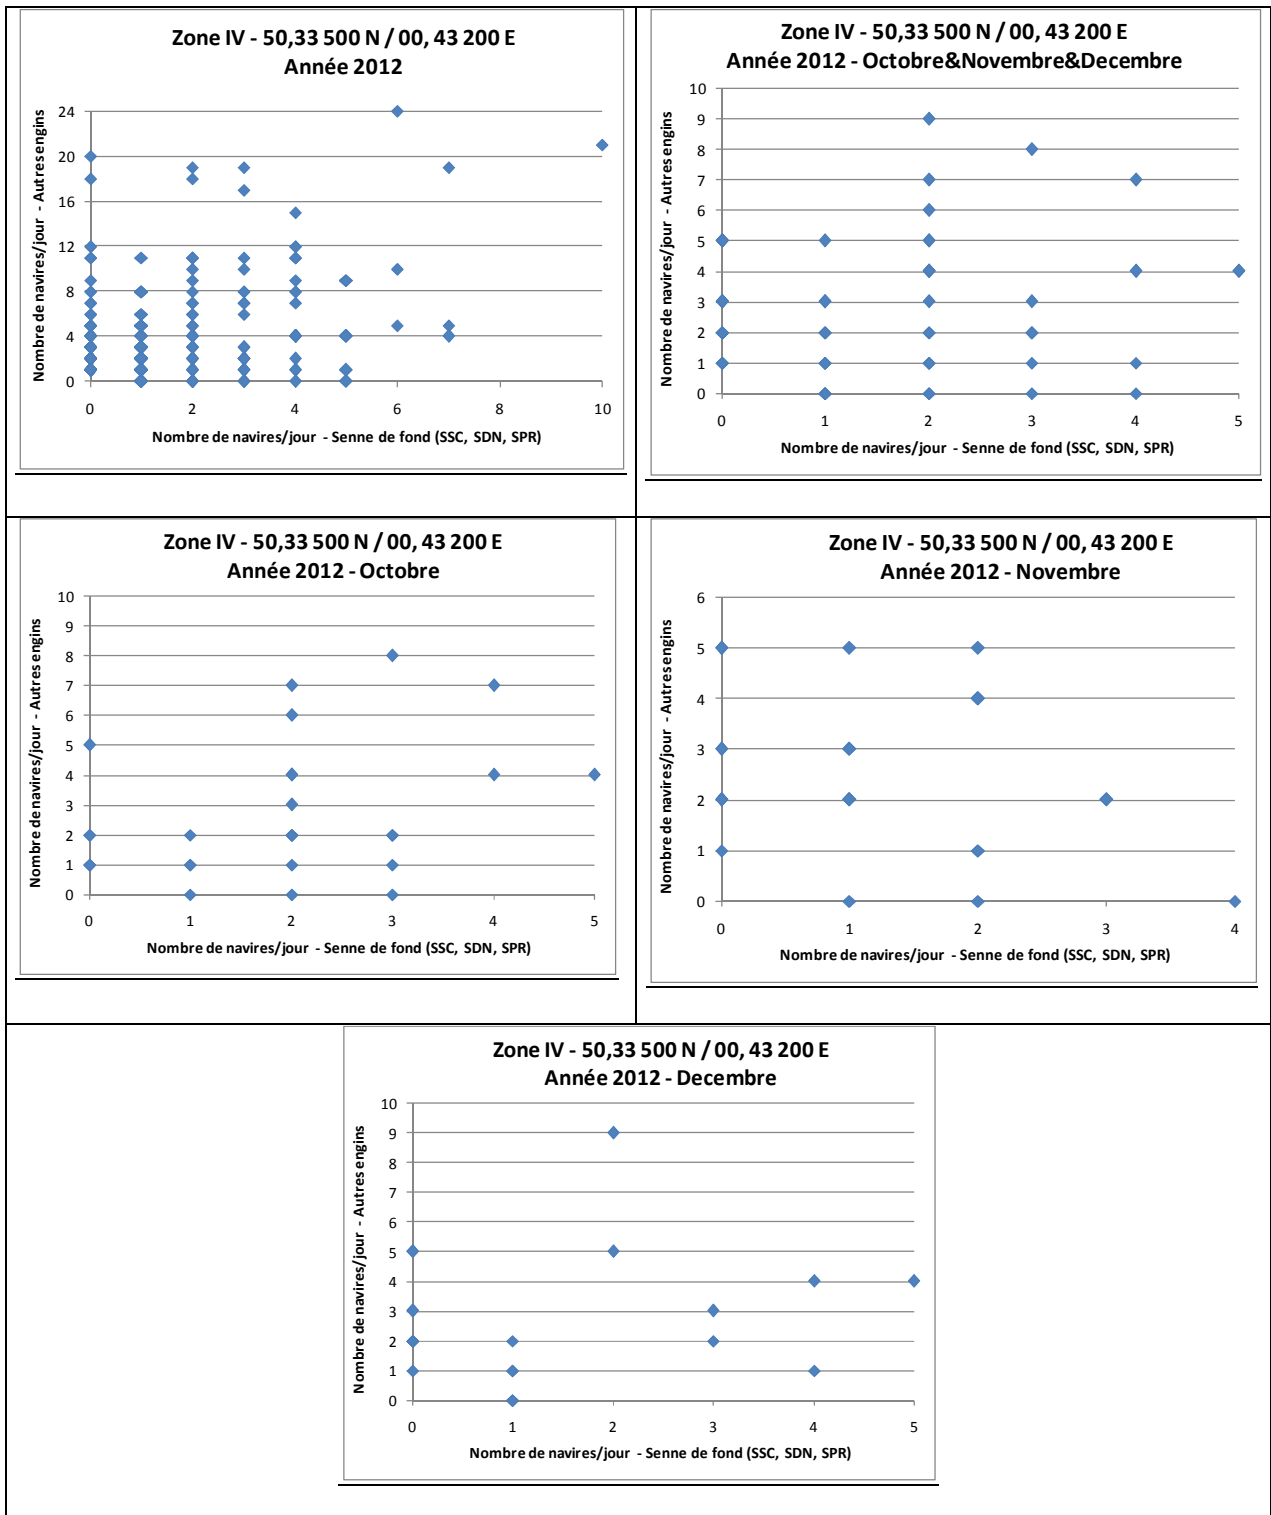 Zone IV - 50,33 500 N / 00, 43 200 E
Année 2012
Nombre de navires/jour - Autres engins
24
20
16
12
8
4
0
0 2 4 6 8 10
Nombre de navires/jour - Senne de fond (SSC, SDN, SPR)
Zone IV - 50,33 500 N / 00, 43 200 E
Année 2012 - Octobre&Novembre&Decembre
Nombre de navires/jour - Autres engins
10
9
8
7
6
5
4
3
2
1
0
0 1 2 3 4 5
Nombre de navires/jour - Senne de fond (SSC, SDN, SPR)
Zone IV - 50,33 500 N / 00, 43 200 E
Année 2012 - Octobre
Nombre de navires/jour - Autres engins
10
9
8
7
6
5
4
3
2
1
0
0 1 2 3 4 5
Nombre de navires/jour - Senne de fond (SSC, SDN, SPR)
Zone IV - 50,33 500 N / 00, 43 200 E
Année 2012 - Novembre
Nombre de navires/jour - Autres engins
6
5
4
3
2
1
0
0 1 2 3 4
Nombre de navires/jour - Senne de fond (SSC, SDN, SPR)
Zone IV - 50,33 500 N / 00, 43 200 E
Année 2012 - Decembre
Nombre de navires/jour - Autres engins
10
9
8
7
6
5
4
3
2
1
0
0 1 2 3 4 5
Nombre de navires/jour - Senne de fond (SSC, SDN, SPR)